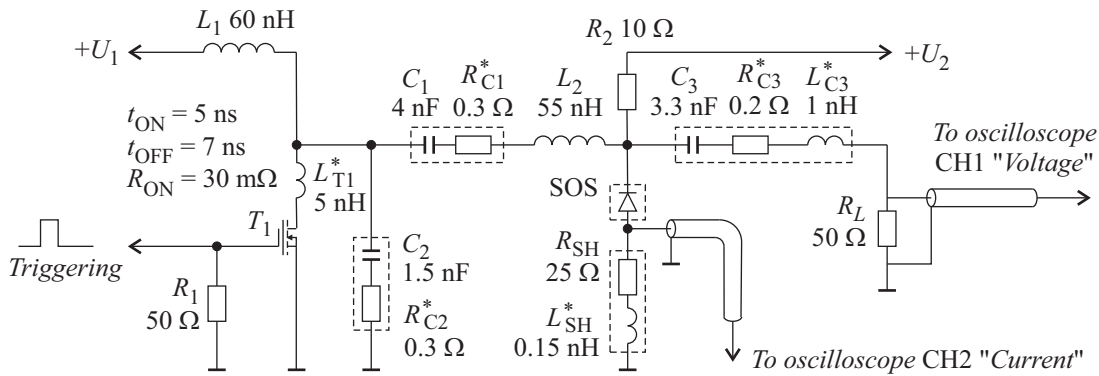 L1 60 nH
+U1
R2 10 Ω
+U2
C1
4 nF
R*C1
0.3 Ω
L2
55 nH
C3
3.3 nF
R*C3
0.2 Ω
L*C3
1 nH
tON = 5 ns
tOFF = 7 ns
RON = 30 mΩ
L*T1
5 nH
To oscilloscope
CH1 "Voltage"
SOS
T1
RL
50 Ω
Triggering
R1
50 Ω
C2
1.5 nF
R*C2
0.3 Ω
RSH
25 Ω
L*SH
0.15 nH
To oscilloscope CH2 "Current"